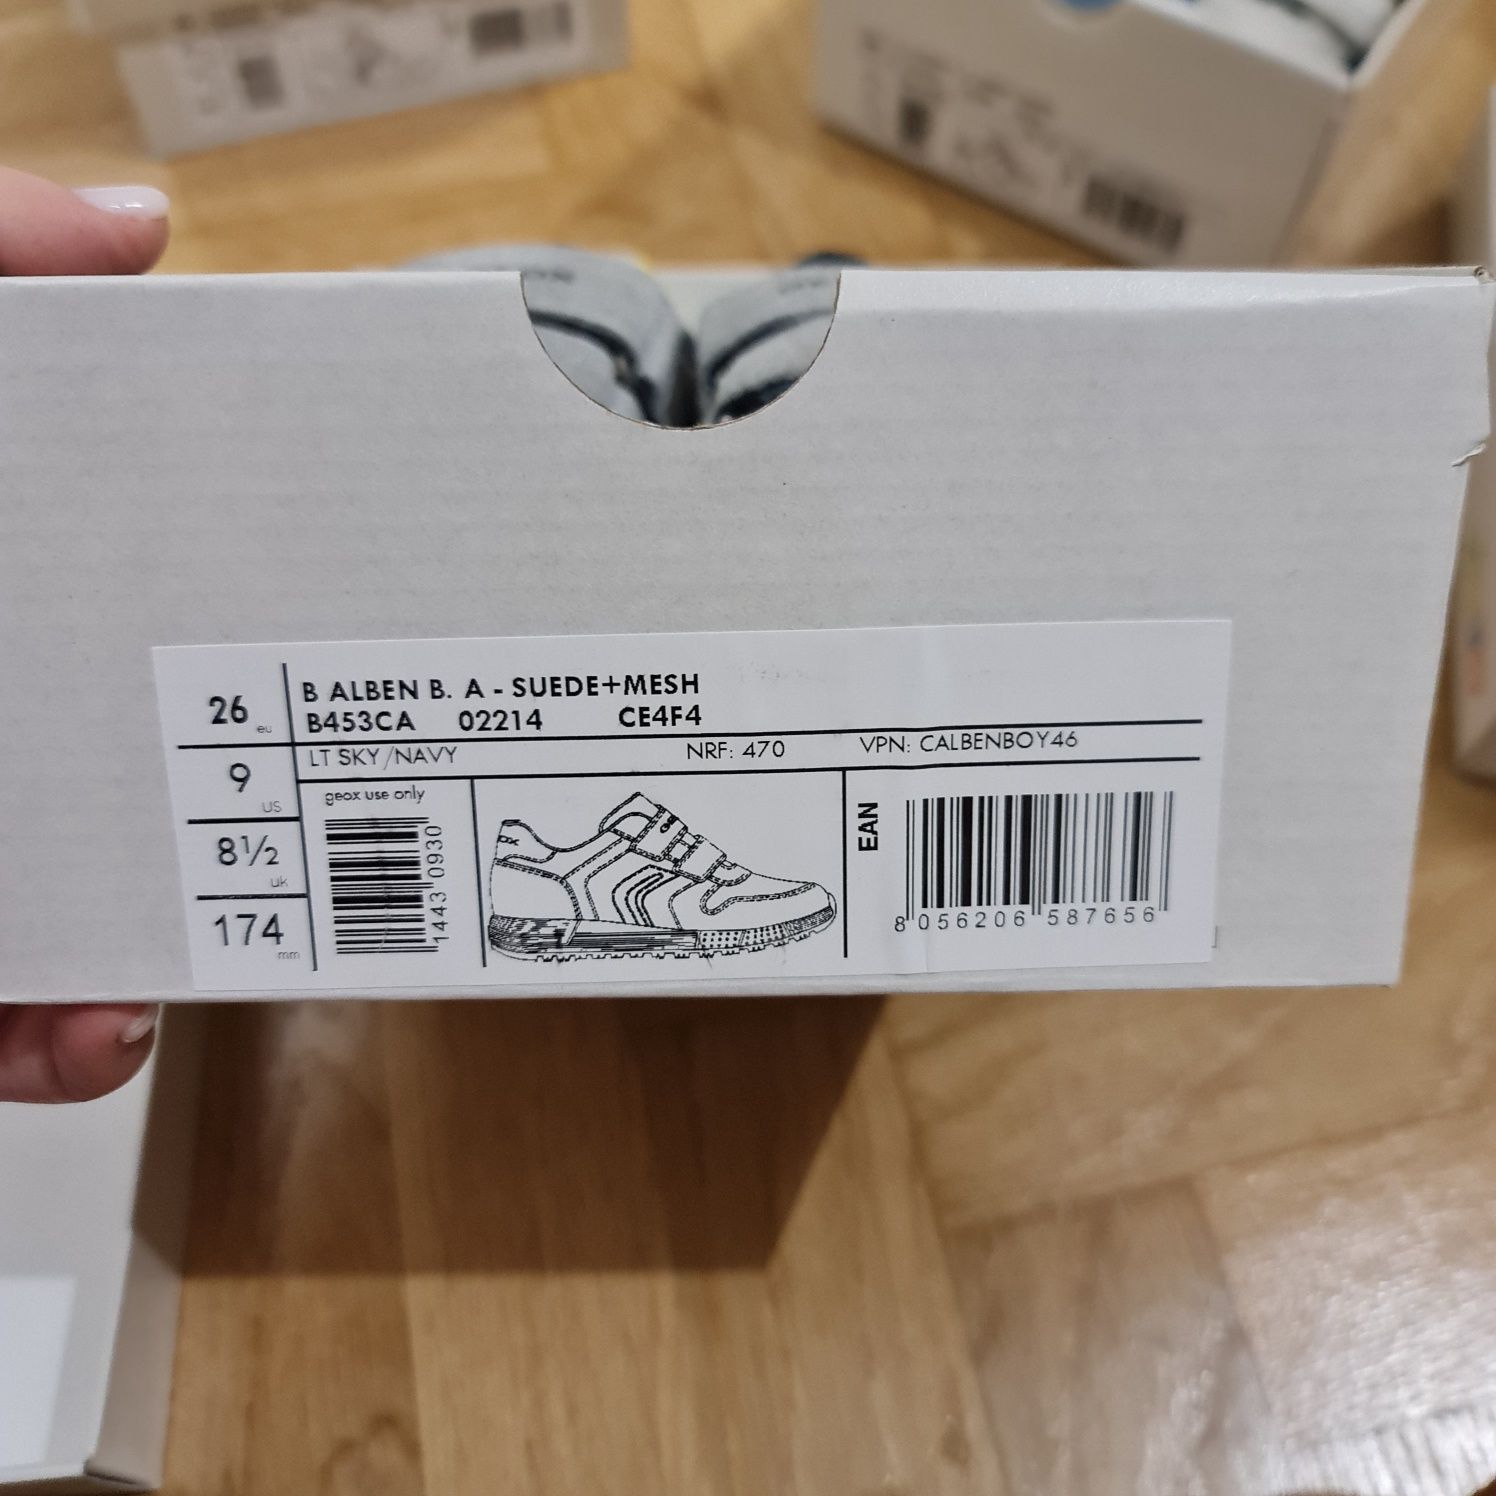 26 eu
9 US
8½ uk
174 mm
B ALBEN B. A - SUEDE+MESH
B453CA 02214 CE4F4
LT SKY/NAVY NRF: 470 VPN: CALBENBOY46
geox use only
1443 0930
OX
EAN
8 056206 587656